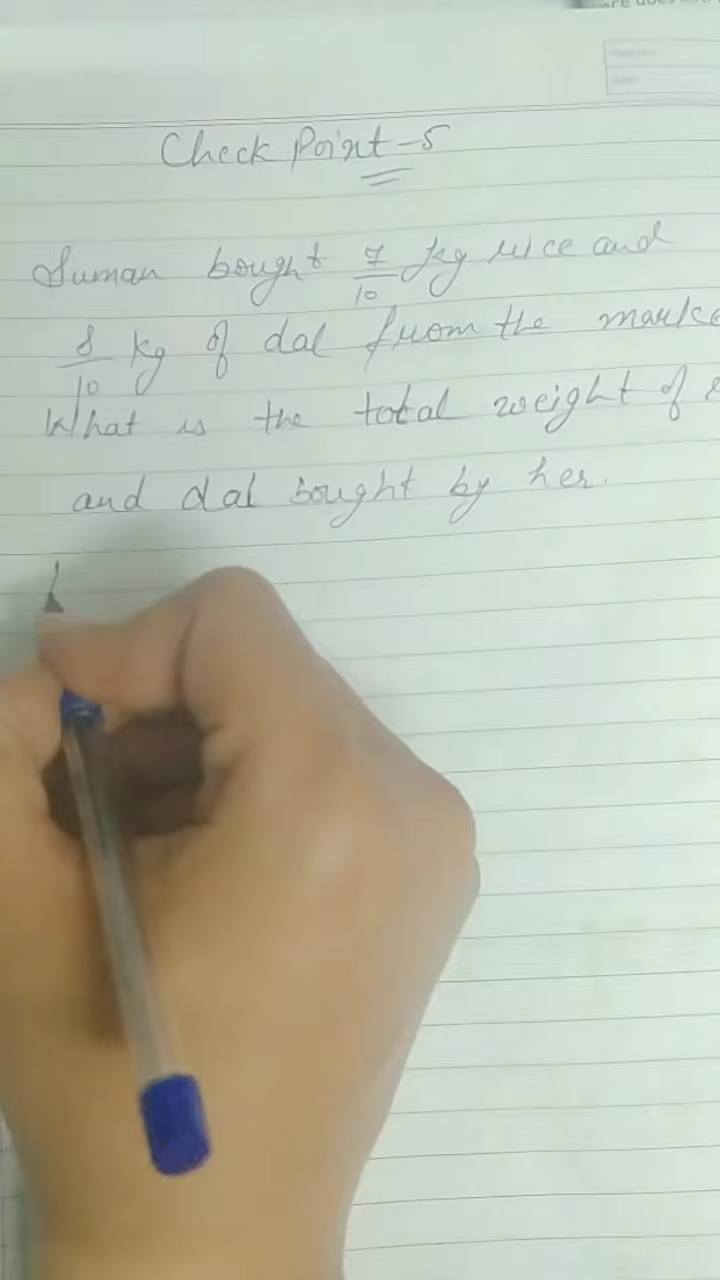 Check Point-5
Suman bought 7/10 kg rice and
8/10 kg of dal from the marke
What is the total weight of
and dal bought by her.